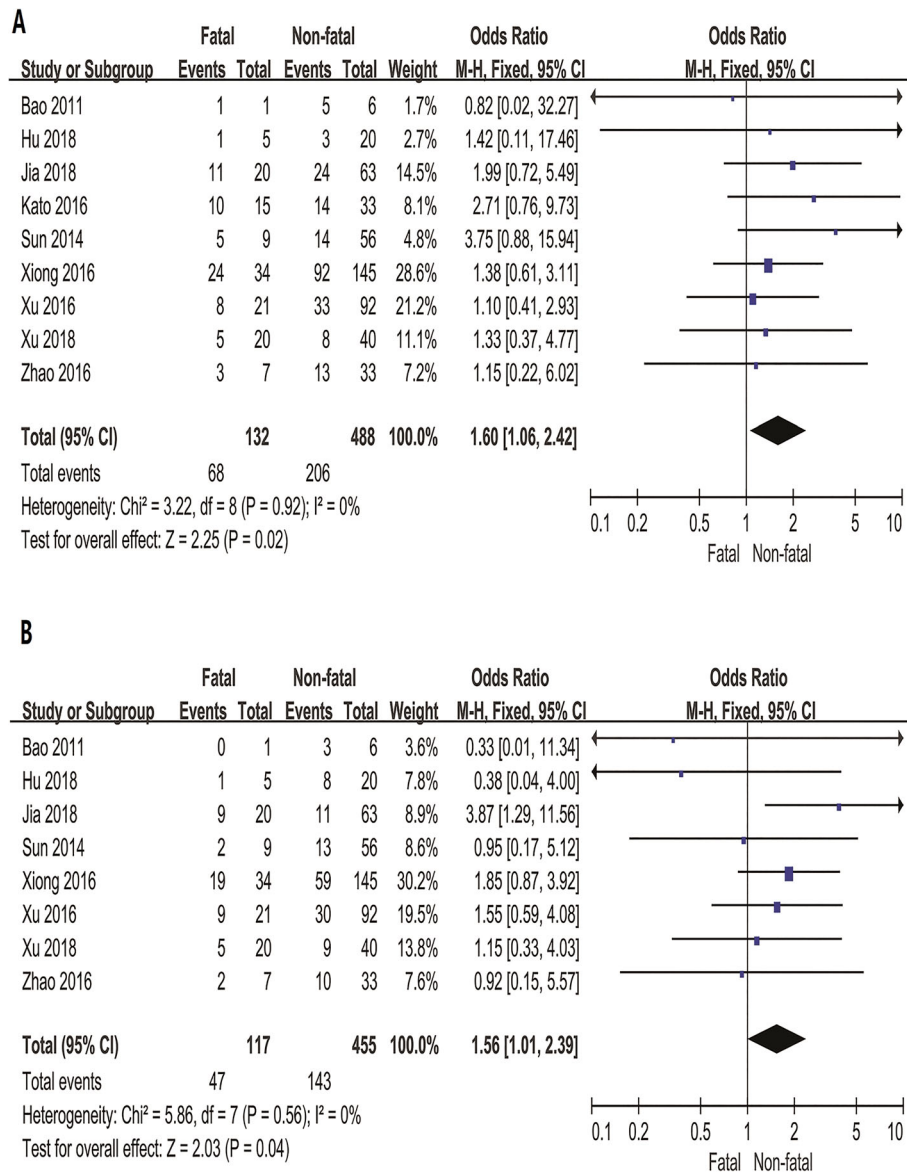 A
Fatal Non-fatal Odds Ratio Odds Ratio
Study or Subgroup Events Total Events Total Weight M-H, Fixed, 95% CI M-H, Fixed, 95% CI
Bao 2011 1 1 5 6 1.7% 0.82 [0.02, 32.27]
Hu 2018 1 5 3 20 2.7% 1.42 [0.11, 17.46]
Jia 2018 11 20 24 63 14.5% 1.99 [0.72, 5.49]
Kato 2016 10 15 14 33 8.1% 2.71 [0.76, 9.73]
Sun 2014 5 9 14 56 4.8% 3.75 [0.88, 15.94]
Xiong 2016 24 34 92 145 28.6% 1.38 [0.61, 3.11]
Xu 2016 8 21 33 92 21.2% 1.10 [0.41, 2.93]
Xu 2018 5 20 8 40 11.1% 1.33 [0.37, 4.77]
Zhao 2016 3 7 13 33 7.2% 1.15 [0.22, 6.02]
Total (95% CI) 132 488 100.0% 1.60 [1.06, 2.42]
Total events 68 206
Heterogeneity: Chi² = 3.22, df = 8 (P = 0.92); I² = 0%
Test for overall effect: Z = 2.25 (P = 0.02)
0.1 0.2 0.5 1 2 5 10
Fatal Non-fatal
B
Fatal Non-fatal Odds Ratio Odds Ratio
Study or Subgroup Events Total Events Total Weight M-H, Fixed, 95% CI M-H, Fixed, 95% CI
Bao 2011 0 1 3 6 3.6% 0.33 [0.01, 11.34]
Hu 2018 1 5 8 20 7.8% 0.38 [0.04, 4.00]
Jia 2018 9 20 11 63 8.9% 3.87 [1.29, 11.56]
Sun 2014 2 9 13 56 8.6% 0.95 [0.17, 5.12]
Xiong 2016 19 34 59 145 30.2% 1.85 [0.87, 3.92]
Xu 2016 9 21 30 92 19.5% 1.55 [0.59, 4.08]
Xu 2018 5 20 9 40 13.8% 1.15 [0.33, 4.03]
Zhao 2016 2 7 10 33 7.6% 0.92 [0.15, 5.57]
Total (95% CI) 117 455 100.0% 1.56 [1.01, 2.39]
Total events 47 143
Heterogeneity: Chi² = 5.86, df = 7 (P = 0.56); I² = 0%
Test for overall effect: Z = 2.03 (P = 0.04)
0.1 0.2 0.5 1 2 5 10
Fatal Non-fatal